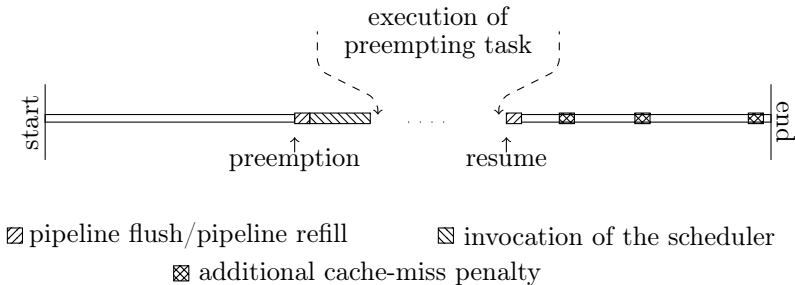 execution of
preempting task
start
end
preemption
resume
pipeline flush/pipeline refill
invocation of the scheduler
additional cache-miss penalty